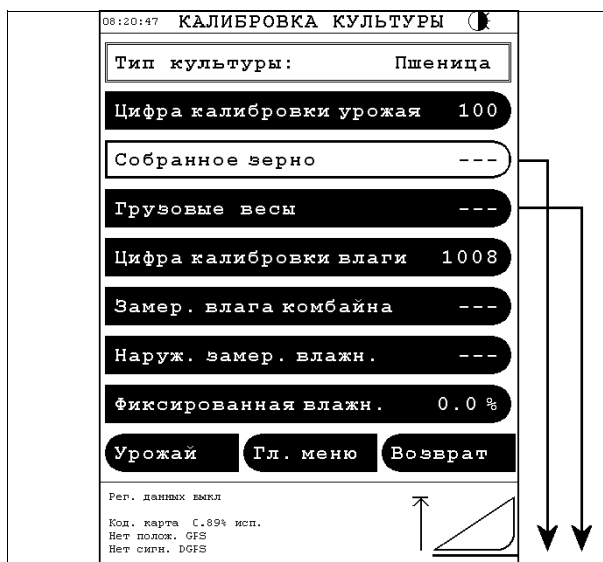 08:20:47 КАЛИБРОВКА КУЛЬТУРЫ
Тип культуры: Пшеница
Цифра калибровки урожая 100
Собранное зерно ---
Грузовые весы ---
Цифра калибровки влаги 1008
Замер. влага комбайна ---
Наруж. замер. влажн. ---
Фиксированная влажн. 0.0 %
Урожай Гл. меню Возврат
Рег. данных выкл
Код. карта 0.89% исп.
Нет полож. GPS
Нет сигн. DGPS